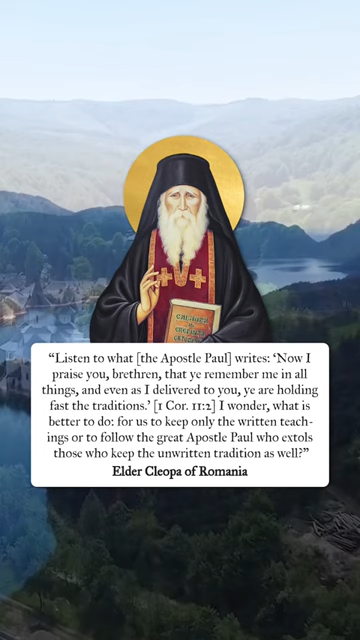 “Listen to what [the Apostle Paul] writes: ‘Now I
praise you, brethren, that ye remember me in all
things, and even as I delivered to you, ye are holding
fast the traditions.’ [1 Cor. 11:2] I wonder, what is
better to do: for us to keep only the written teach-
ings or to follow the great Apostle Paul who extols
those who keep the unwritten tradition as well?”
Elder Cleopa of Romania